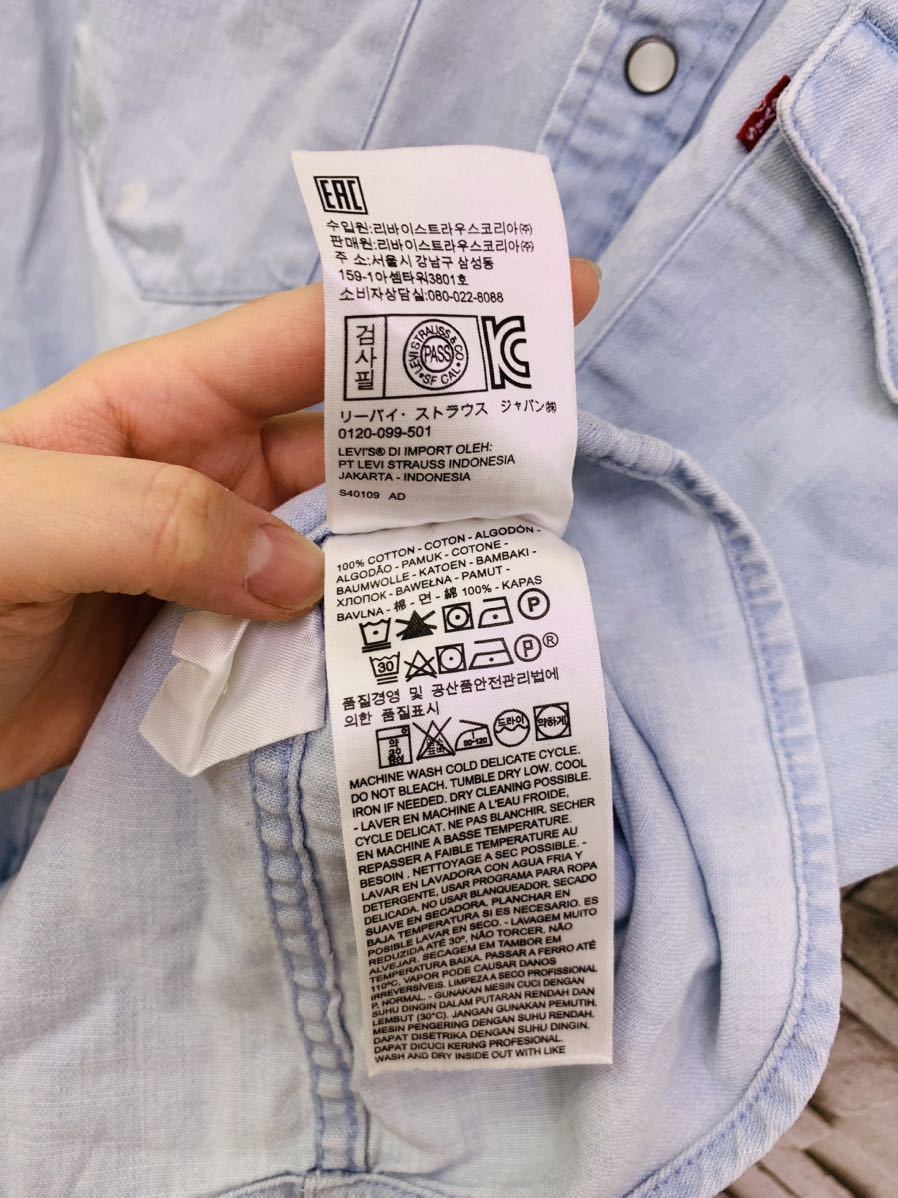 EAC
수입원:리바이스트라우스코리아㈜
판매원:리바이스트라우스코리아㈜
주 소:서울시 강남구 삼성동
159-1아셈타워3801호
소비자상담실:080-022-8088
검사필
LEVI STRAUSS & CO
PASS
SF CAL
リーバイ・ストラウス ジャパン㈱
0120-099-501
LEVI'S® DI IMPORT OLEH:
PT LEVI STRAUSS INDONESIA
JAKARTA - INDONESIA
S40109 AD
100% COTTON - COTON - ALGODÓN -
ALGODÃO - PAMUK - COTONE -
BAUMWOLLE - KATOEN - BAMBAKI -
ХЛОПОК - BAWEŁNA - PAMUT -
BAVLNA - 棉 - 면 - 綿 100% - KAPAS
P
30 P ®
품질경영 및 공산품안전관리법에
의한 품질표시
약 30 80-120 드라이 약하게
MACHINE WASH COLD DELICATE CYCLE.
DO NOT BLEACH. TUMBLE DRY LOW. COOL
IRON IF NEEDED. DRY CLEANING POSSIBLE.
- LAVER EN MACHINE A L'EAU FROIDE,
CYCLE DELICAT. NE PAS BLANCHIR. SECHER
EN MACHINE A BASSE TEMPERATURE.
REPASSER A FAIBLE TEMPERATURE AU
BESOIN . NETTOYAGE A SEC POSSIBLE. -
LAVAR EN LAVADORA CON AGUA FRIA Y
DETERGENTE, USAR PROGRAMA PARA ROPA
DELICADA. NO USAR BLANQUEADOR. SECADO
SUAVE EN SECADORA. PLANCHAR EN
BAJA TEMPERATURA SI ES NECESARIO. ES
POSIBLE LAVAR EN SECO. - LAVAGEM MUITO
REDUZIDA ATÉ 30°, NÃO TORCER. NÃO
ALVEJAR. SECAGEM EM TAMBOR EM
TEMPERATURA BAIXA. PASSAR A FERRO ATÉ
110°C, VAPOR PODE CAUSAR DANOS
IRREVERSÍVEIS. LIMPEZA A SECO PROFISSIONAL
P, NORMAL. - GUNAKAN MESIN CUCI DENGAN
SUHU DINGIN DALAM PUTARAN RENDAH DAN
LEMBUT (30°C). JANGAN GUNAKAN PEMUTIH.
MESIN PENGERING DENGAN SUHU RENDAH.
DAPAT DISETRIKA DENGAN SUHU DINGIN.
DAPAT DICUCI KERING PROFESIONAL.
WASH AND DRY INSIDE OUT WITH LIKE